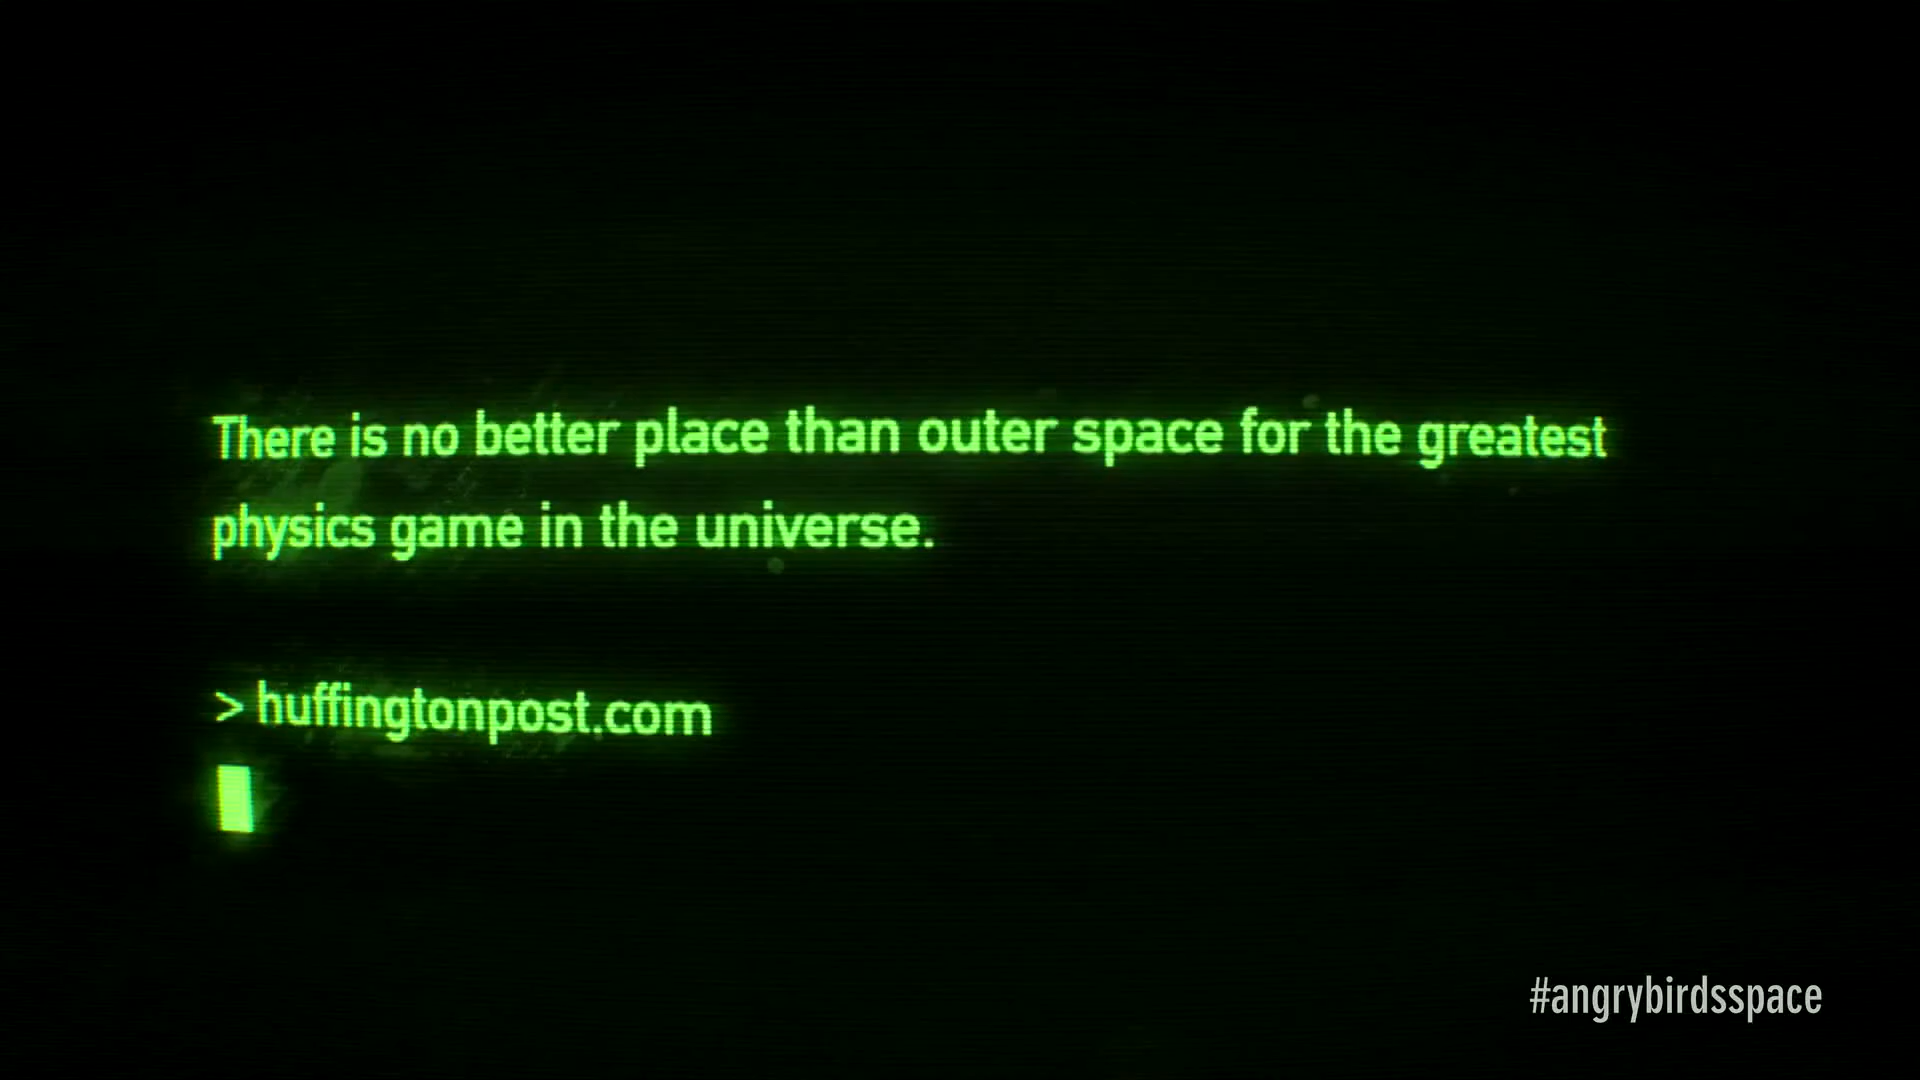 There is no better place than outer space for the greatest
physics game in the universe.
> huffingtonpost.com
#angrybirdsspace